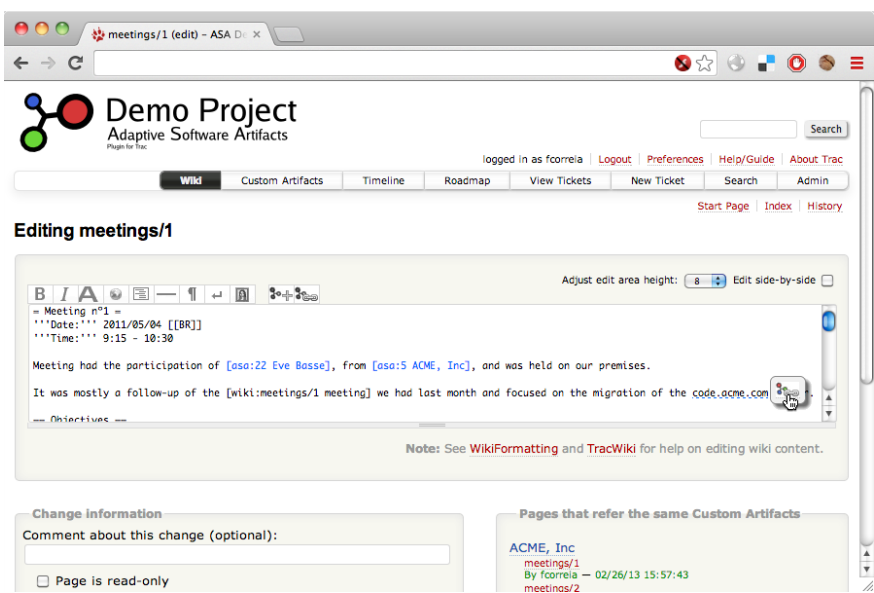 meetings/1 (edit) – ASA De
Demo Project
Adaptive Software Artifacts
Plugin for Trac
Search
logged in as fcorreia
Logout
Preferences
Help/Guide
About Trac
Wiki
Custom Artifacts
Timeline
Roadmap
View Tickets
New Ticket
Search
Admin
Start Page
Index
History
Editing meetings/1
Adjust edit area height: 8 Edit side-by-side
B I A
= Meeting nº1 =
'''Date:''' 2011/05/04 [[BR]]
'''Time:''' 9:15 - 10:30
Meeting had the participation of [asa:22 Eve Basse], from [asa:5 ACME, Inc], and was held on our premises.
It was mostly a follow-up of the [wiki:meetings/1 meeting] we had last month and focused on the migration of the code.acme.com
== Objectives ==
Note: See WikiFormatting and TracWiki for help on editing wiki content.
Change information
Comment about this change (optional):
Page is read-only
Pages that refer the same Custom Artifacts
ACME, Inc
meetings/1
By fcorreia — 02/26/13 15:57:43
meetings/2